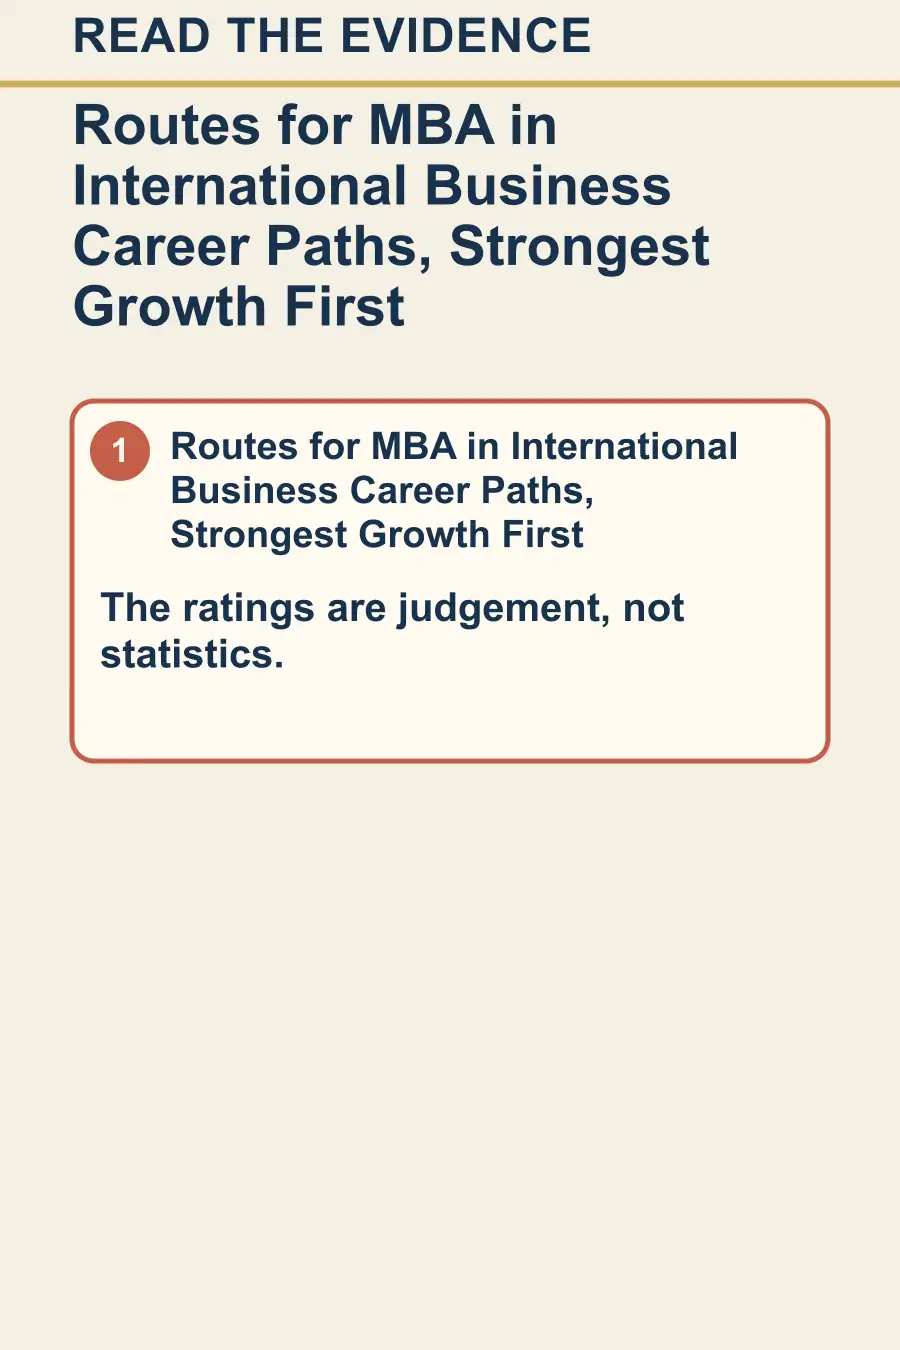 READ THE EVIDENCE
Routes for MBA in
International Business
Career Paths, Strongest
Growth First
1
Routes for MBA in International
Business Career Paths,
Strongest Growth First
The ratings are judgement, not
statistics.